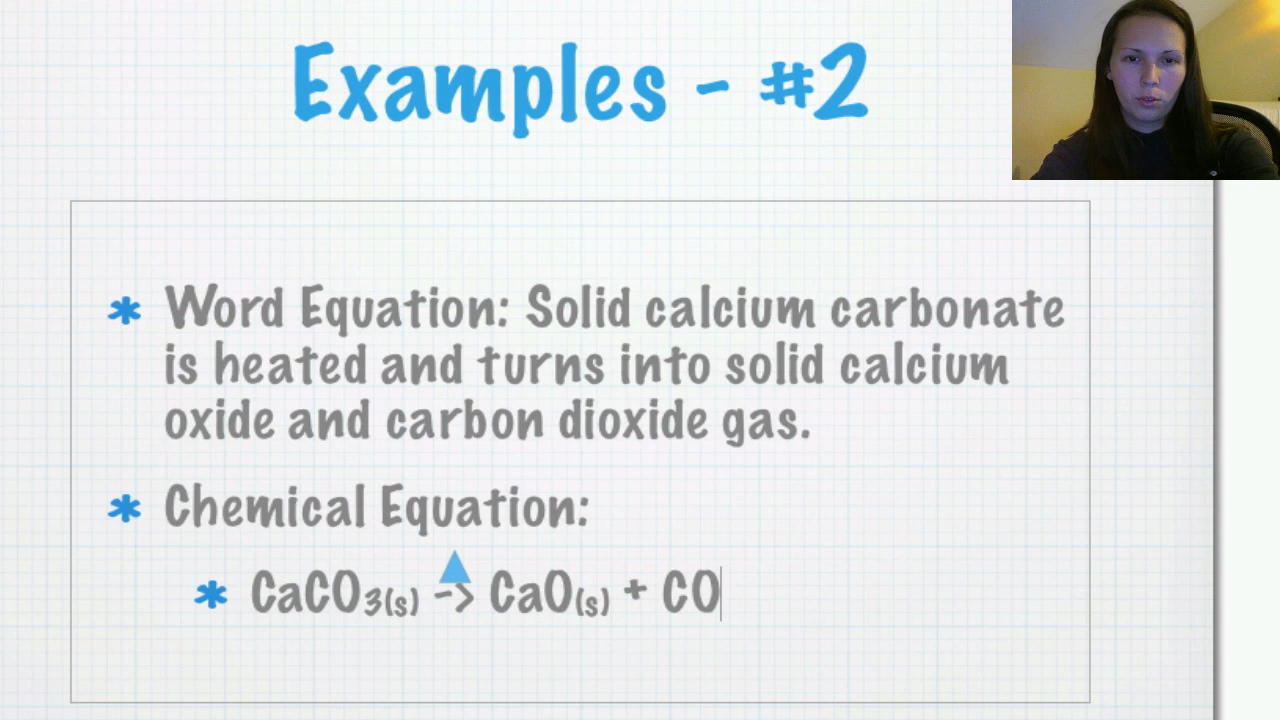 Examples - #2
* Word Equation: Solid calcium carbonate
is heated and turns into solid calcium
oxide and carbon dioxide gas.
* Chemical Equation:
* CaCO₃(s) -> CaO(s) + CO